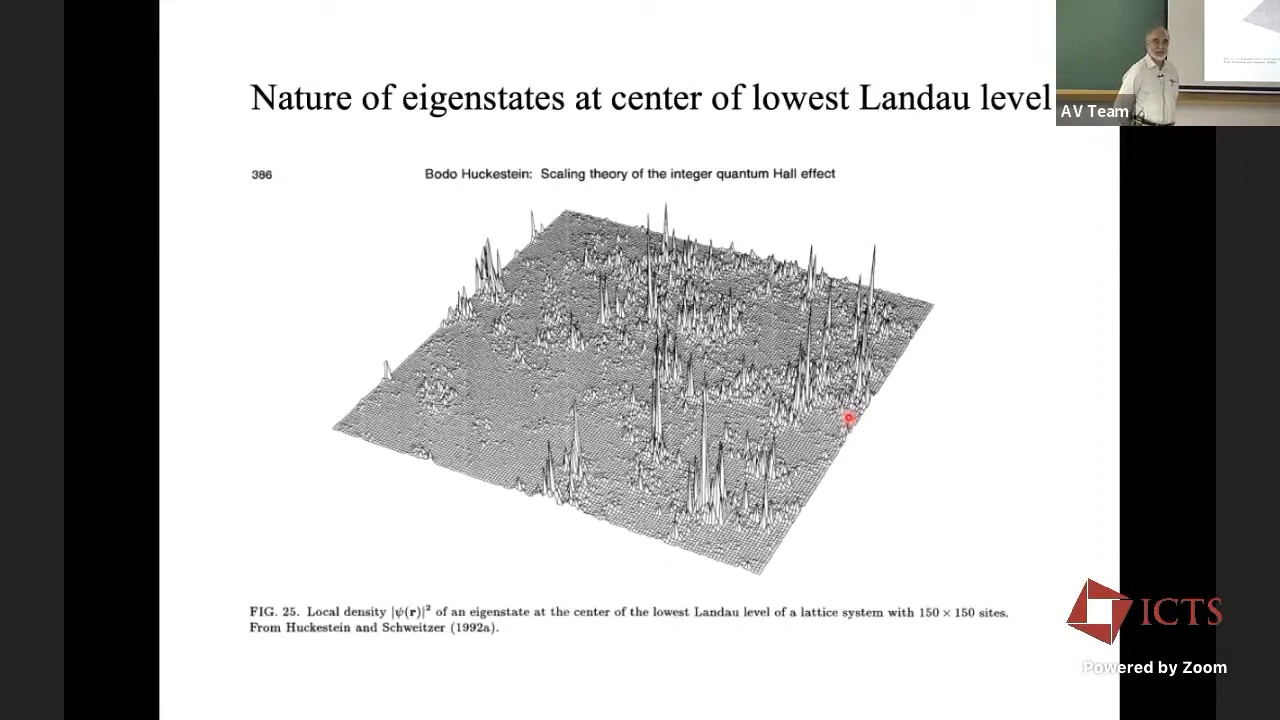 Nature of eigenstates at center of lowest Landau level
AV Team
386 Bodo Huckestein: Scaling theory of the integer quantum Hall effect
FIG. 25. Local density |ψ(r)|² of an eigenstate at the center of the lowest Landau level of a lattice system with 150 × 150 sites.
From Huckestein and Schweitzer (1992a).
ICTS
Powered by Zoom